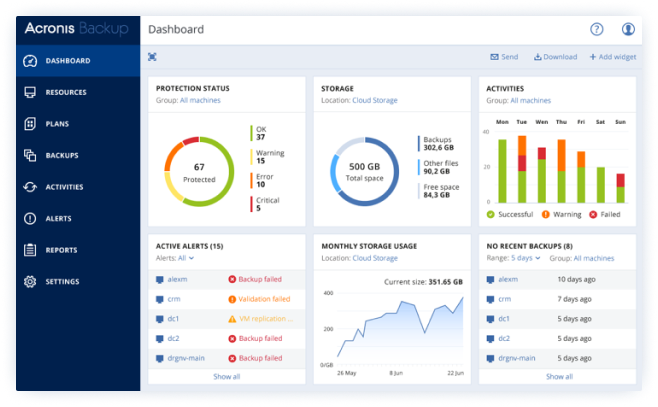 Acronis Backup
Dashboard
DASHBOARD
RESOURCES
PLANS
BACKUPS
ACTIVITIES
ALERTS
REPORTS
SETTINGS
Send
Download
+ Add widget
PROTECTION STATUS
Group: All machines
67
Protected
OK
37
Warning
15
Error
10
Critical
5
STORAGE
Location: Cloud Storage
500 GB
Total space
Backups
302,6 GB
Other files
90,2 GB
Free space
84,3 GB
ACTIVITIES
Group: All machines
Mon Tue Wen Thu Fri Sat Sun
40
20
0
Successful Warning Failed
ACTIVE ALERTS (15)
Alerts: All
alexm Backup failed
crm Validation failed
dc1 VM replication ...
dc2 Backup failed
drgnv-main Backup failed
Show all
MONTHLY STORAGE USAGE
Location: Cloud Storage
Current size: 351.65 GB
400
200
0/GB
26 May 8 Jun 22 Jun
NO RECENT BACKUPS (8)
Range: 5 days Group: All machines
alexm 10 days ago
crm 7 days ago
dc1 5 days ago
dc2 5 days ago
drgnv-main 5 days ago
Show all